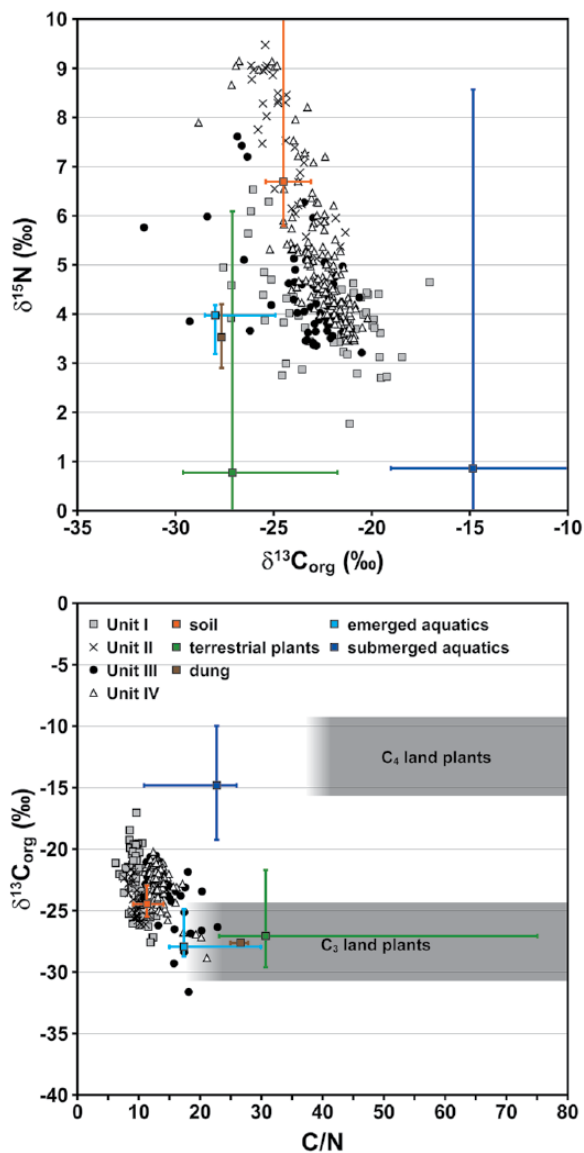 10
9
8
7
6
5
4
3
2
1
0
δ¹⁵N (‰)
-35 -30 -25 -20 -15 -10
δ¹³C_org (‰)
0
-5
-10
-15
-20
-25
-30
-35
-40
δ¹³C_org (‰)
Unit I soil emerged aquatics
Unit II terrestrial plants submerged aquatics
Unit III dung
Unit IV
C₄ land plants
C₃ land plants
0 10 20 30 40 50 60 70 80
C/N